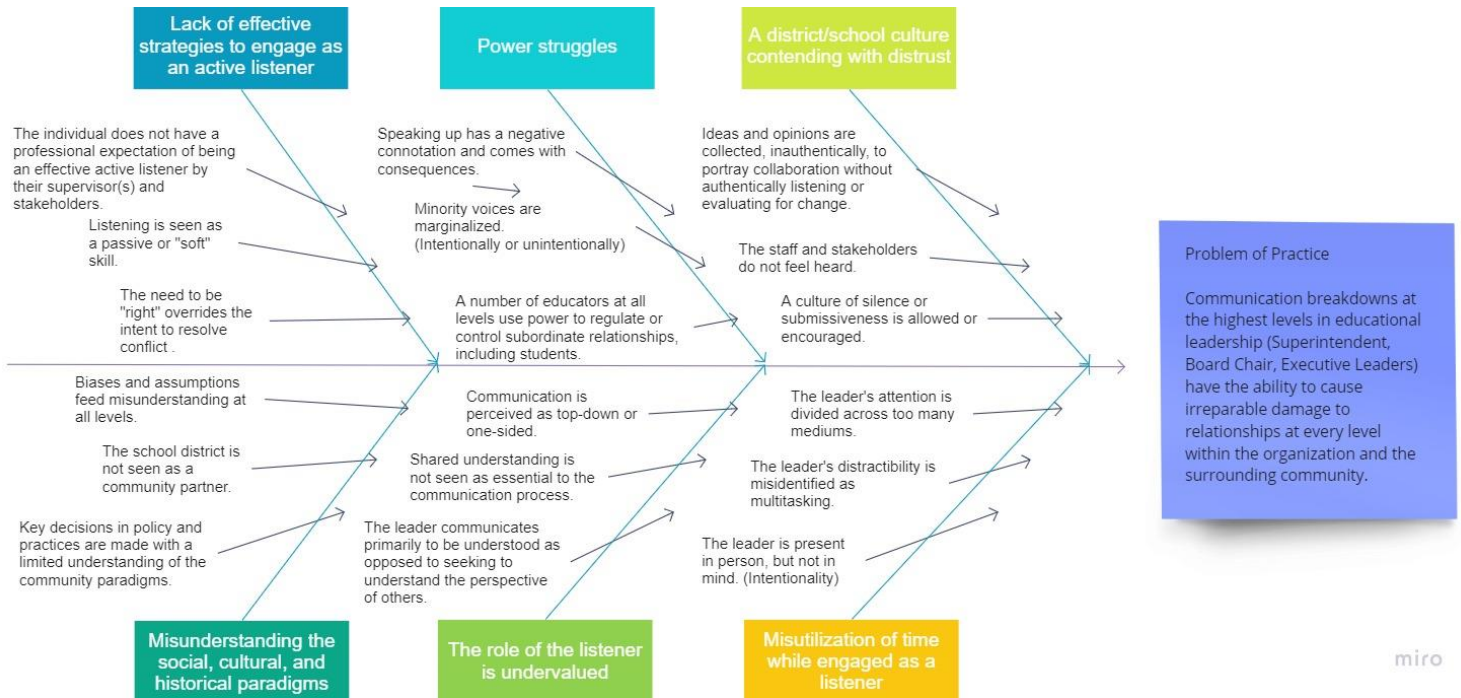 Lack of effective
strategies to engage as
an active listener
Power struggles
A district/school culture
contending with distrust
The individual does not have a
professional expectation of being
an effective active listener by
their supervisor(s) and
stakeholders.
Listening is seen as
a passive or "soft"
skill.
The need to be
"right" overrides the
intent to resolve
conflict .
Speaking up has a negative
connotation and comes with
consequences.
Minority voices are
marginalized.
(Intentionally or unintentionally)
A number of educators at all
levels use power to regulate or
control subordinate relationships,
including students.
Ideas and opinions are
collected, inauthentically, to
portray collaboration without
authentically listening or
evaluating for change.
The staff and stakeholders
do not feel heard.
A culture of silence or
submissiveness is allowed or
encouraged.
Biases and assumptions
feed misunderstanding at
all levels.
The school district is
not seen as a
community partner.
Key decisions in policy and
practices are made with a
limited understanding of the
community paradigms.
Communication is
perceived as top-down or
one-sided.
Shared understanding is
not seen as essential to the
communication process.
The leader communicates
primarily to be understood as
opposed to seeking to
understand the perspective
of others.
The leader's attention is
divided across too many
mediums.
The leader's distractibility is
misidentified as
multitasking.
The leader is present
in person, but not in
mind. (Intentionality)
Misunderstanding the
social, cultural, and
historical paradigms
The role of the listener
is undervalued
Misutilization of time
while engaged as a
listener
Problem of Practice
Communication breakdowns at
the highest levels in educational
leadership (Superintendent,
Board Chair, Executive Leaders)
have the ability to cause
irreparable damage to
relationships at every level
within the organization and the
surrounding community.
miro